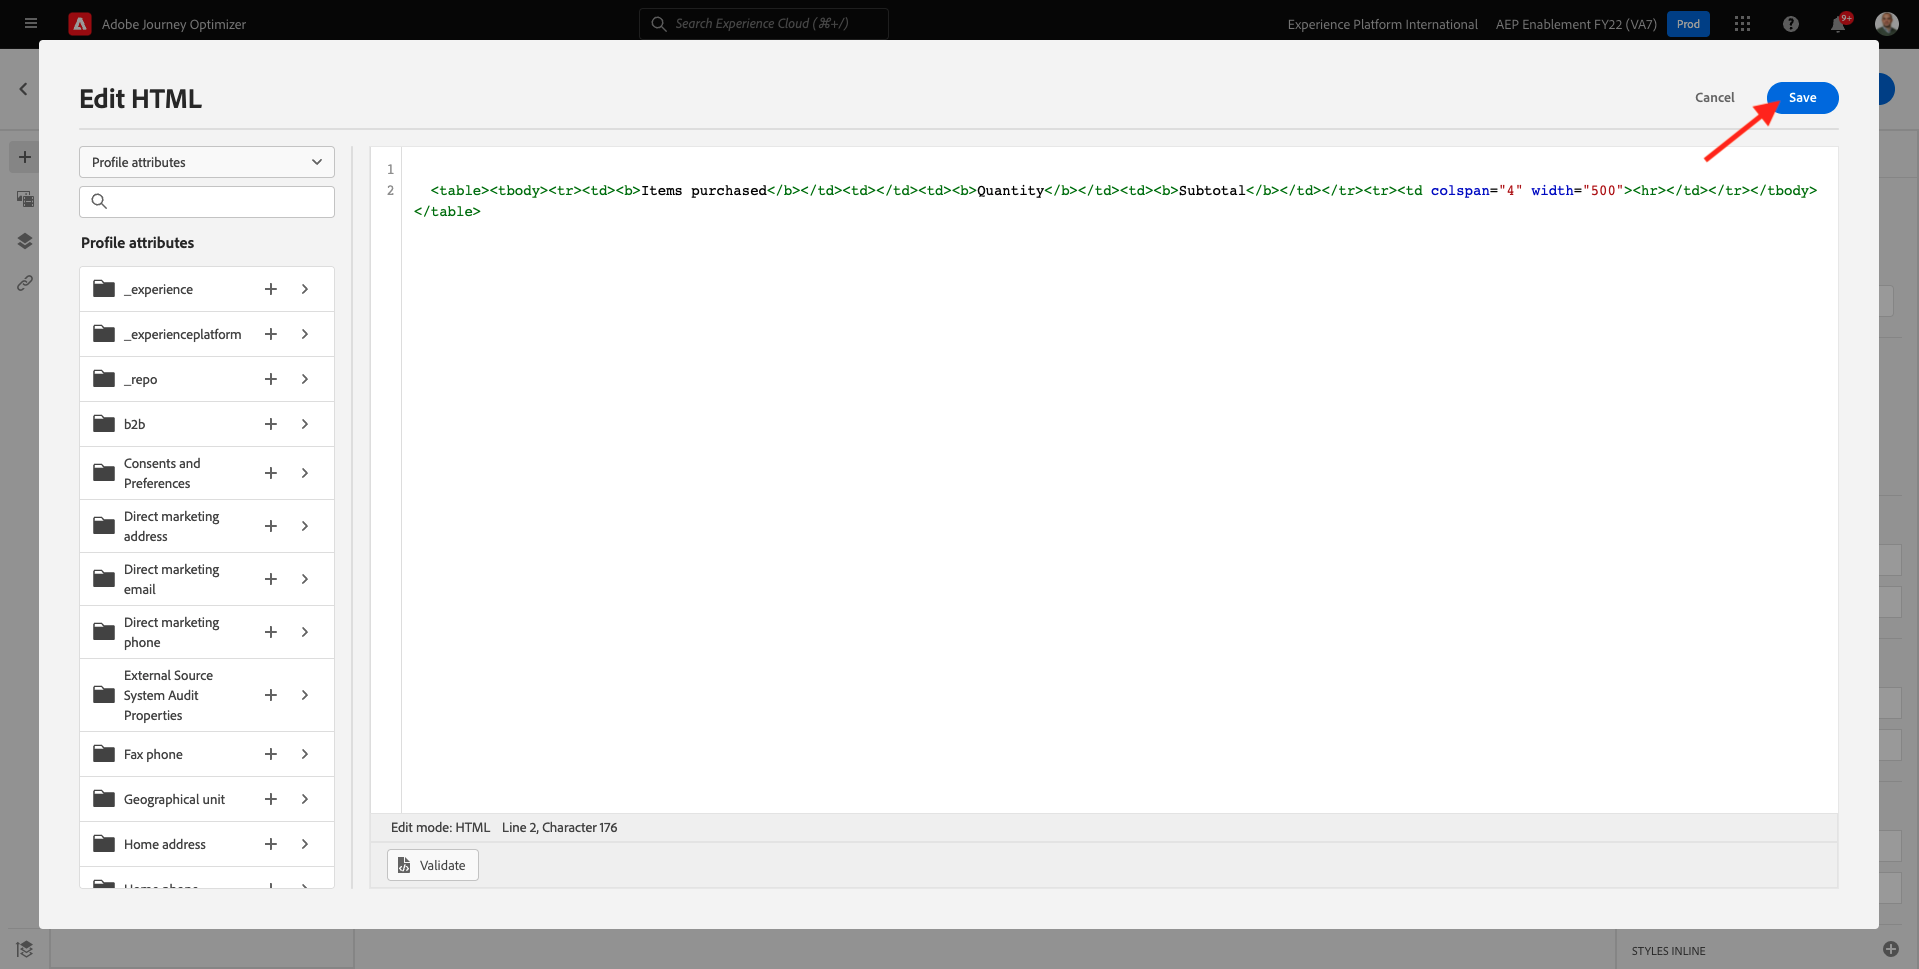 Adobe Journey Optimizer
Search Experience Cloud (⌘+/)
Experience Platform International
AEP Enablement FY22 (VA7)
Prod
9+
Edit HTML
Cancel
Save
Profile attributes
Profile attributes
_experience
_experienceplatform
_repo
b2b
Consents and
Preferences
Direct marketing
address
Direct marketing
email
Direct marketing
phone
External Source
System Audit
Properties
Fax phone
Geographical unit
Home address
1
2
<table><tbody><tr><td><b>Items purchased</b></td><td></td><td><b>Quantity</b></td><td><b>Subtotal</b></td></tr><tr><td colspan="4" width="500"><hr></td></tr></tbody>
</table>
Edit mode: HTML Line 2, Character 176
Validate
STYLES INLINE